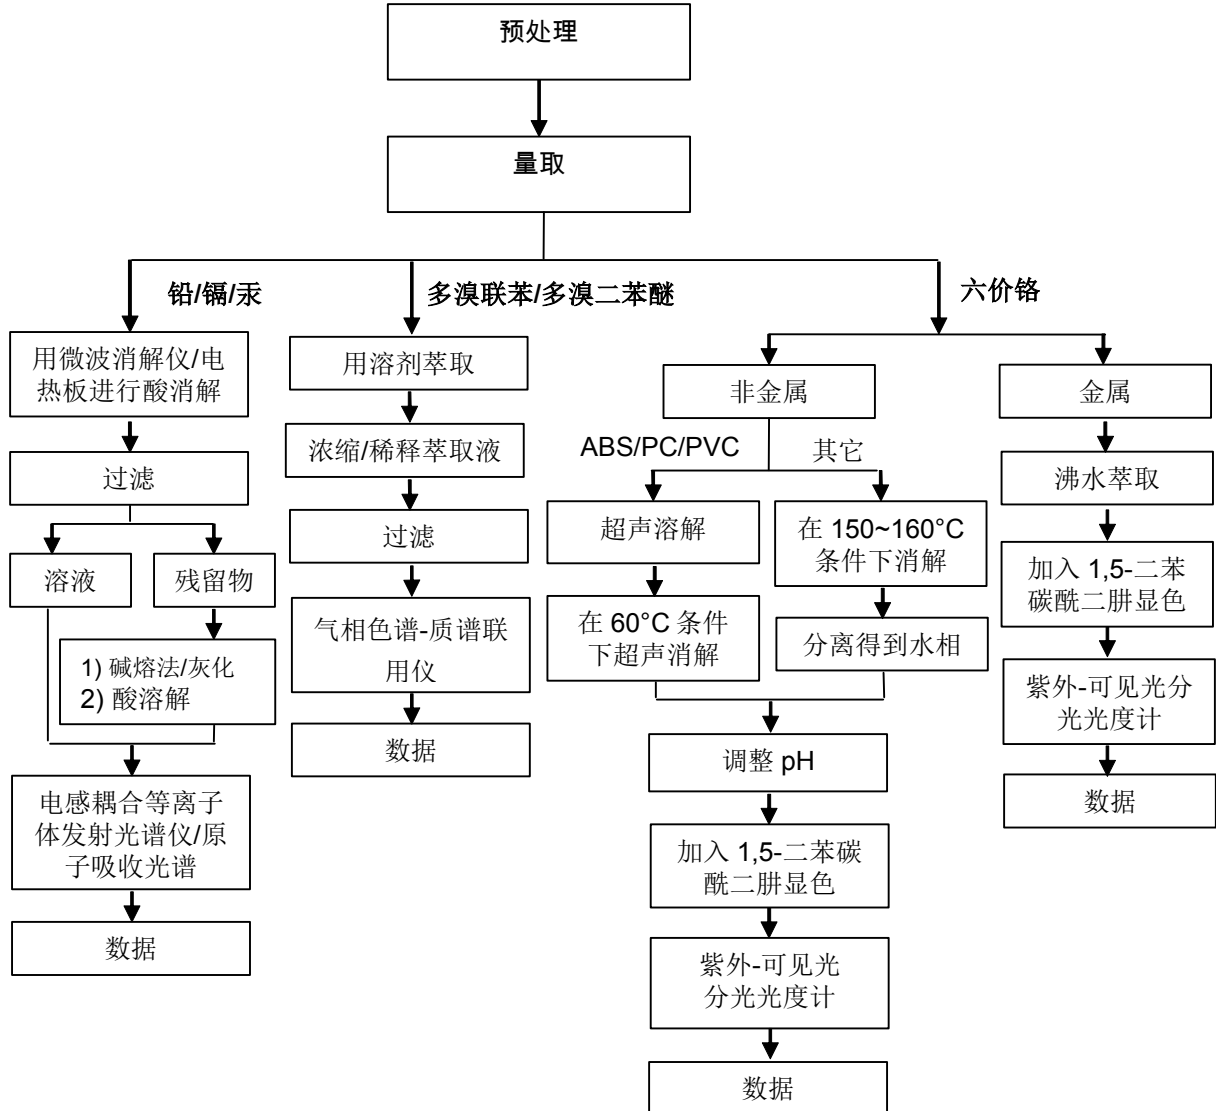 预处理
量取
铅/镉/汞
多溴联苯/多溴二苯醚
六价铬
用微波消解仪/电
热板进行酸消解
过滤
溶液
残留物
1) 碱熔法/灰化
2) 酸溶解
电感耦合等离子
体发射光谱仪/原
子吸收光谱
数据
用溶剂萃取
浓缩/稀释萃取液
过滤
气相色谱-质谱联
用仪
数据
非金属
ABS/PC/PVC
其它
超声溶解
在 60°C 条件
下超声消解
在 150~160°C
条件下消解
分离得到水相
调整 pH
加入 1,5-二苯碳
酰二肼显色
紫外-可见光
分光光度计
数据
金属
沸水萃取
加入 1,5-二苯
碳酰二肼显色
紫外-可见光分
光光度计
数据